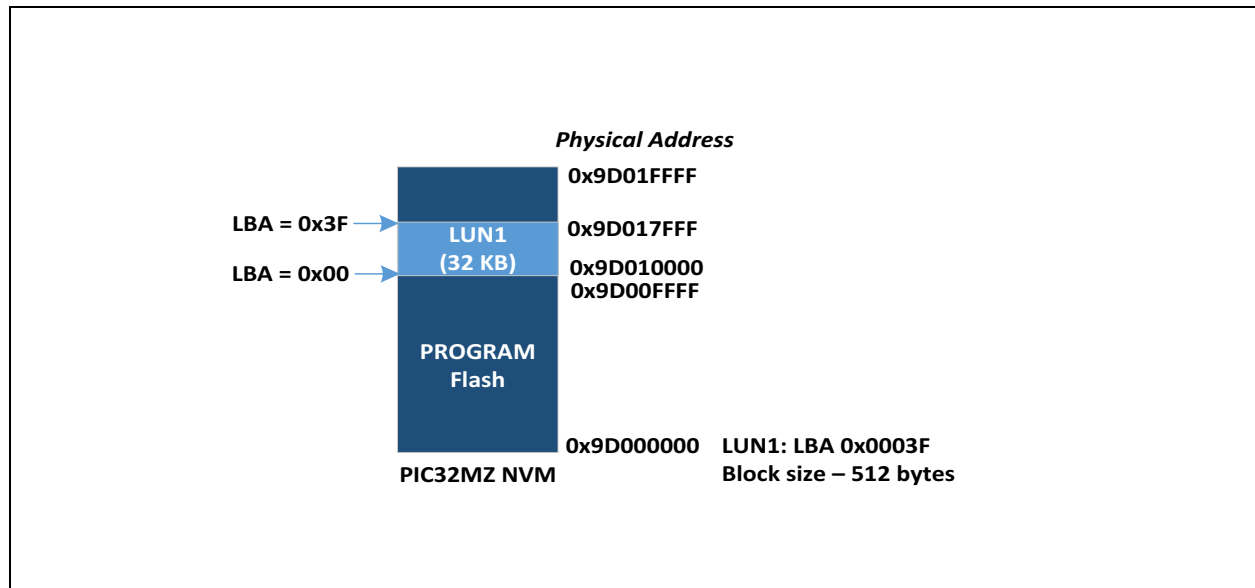 Physical Address
0x9D01FFFF
LBA = 0x3F
LUN1
(32 KB)
0x9D017FFF
LBA = 0x00
0x9D010000
0x9D00FFFF
PROGRAM
Flash
0x9D000000
LUN1: LBA 0x0003F
PIC32MZ NVM
Block size – 512 bytes